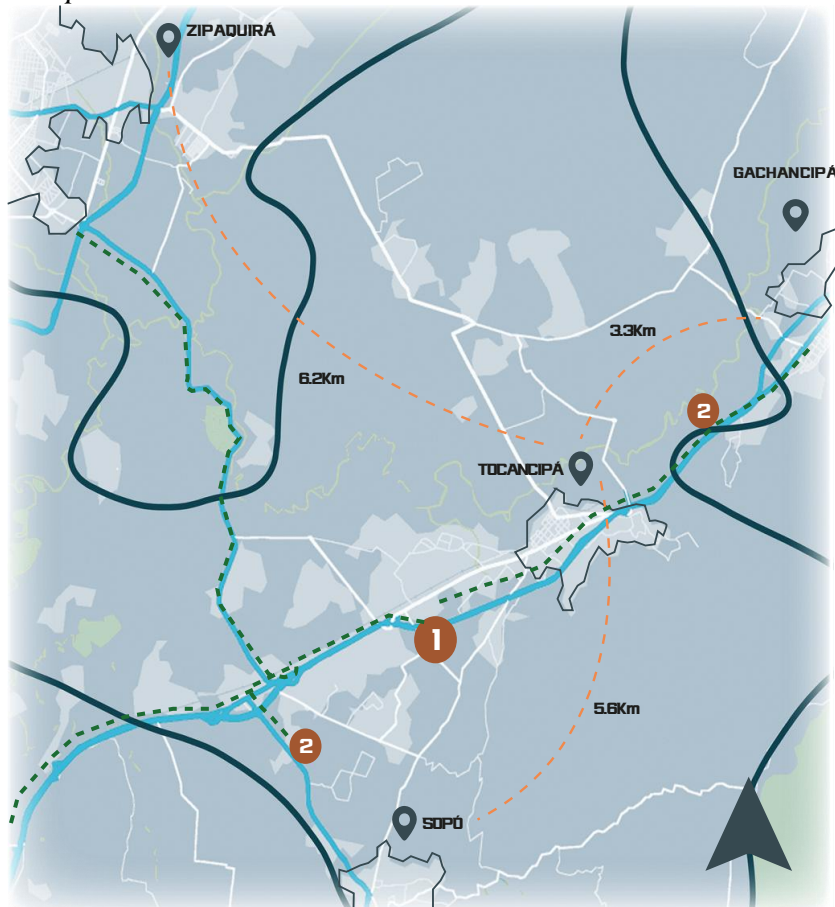 ZIPAQUIRÁ
GACHANCIPÁ
3.3Km
6.2Km
2
TOCANCIPÁ
1
5.6Km
2
SOPÓ